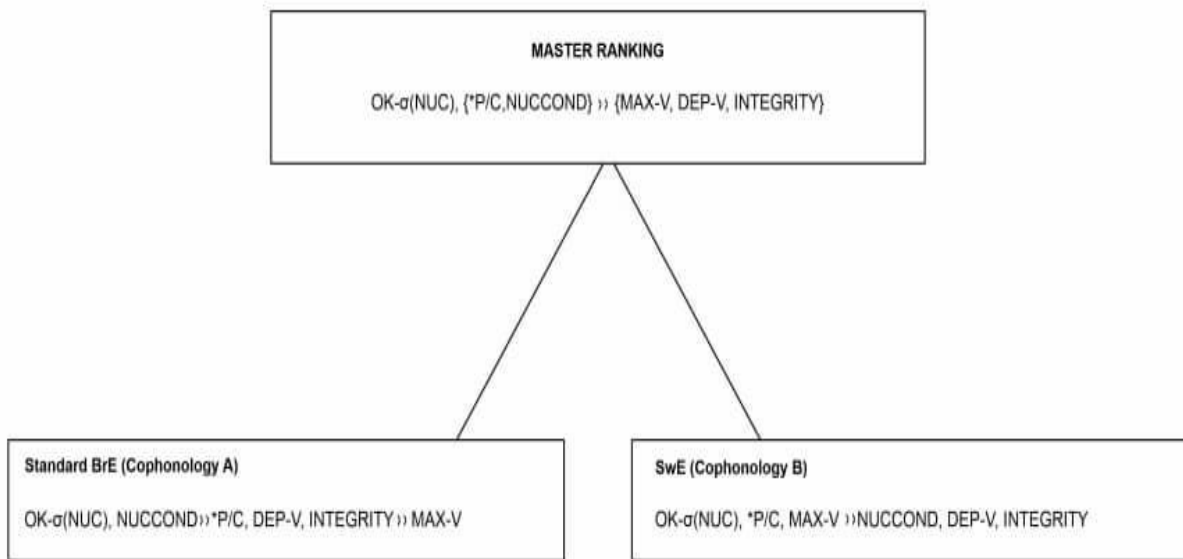 MASTER RANKING
OK-σ(NUC), {*P/C,NUCCOND} ›› {MAX-V, DEP-V, INTEGRITY}
Standard BrE (Cophonology A)
OK-σ(NUC), NUCCOND››*P/C, DEP-V, INTEGRITY›› MAX-V
SwE (Cophonology B)
OK-σ(NUC), *P/C, MAX-V ››NUCCOND, DEP-V, INTEGRITY